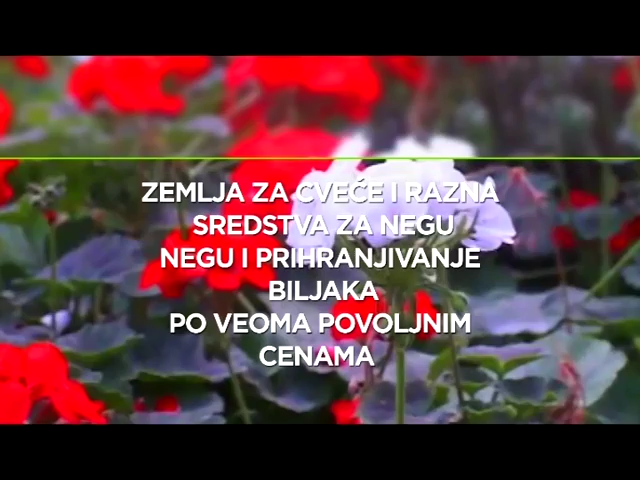 ZEMLJA ZA CVEĆE I RAZNA
SREDSTVA ZA NEGU
NEGU I PRIHRANJIVANJE
BILJAKA
PO VEOMA POVOLJNIM
CENAMA